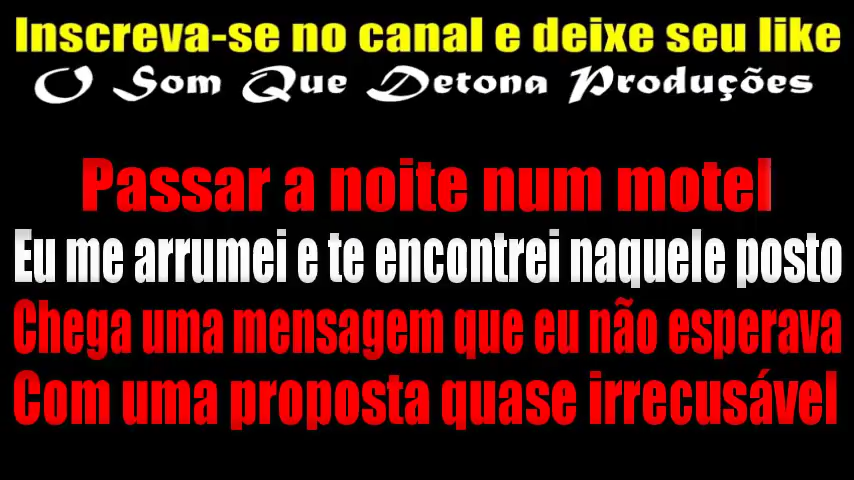 Inscreva-se no canal e deixe seu like
O Som Que Detona Produções
Passar a noite num motel
Eu me arrumei e te encontrei naquele posto
Chega uma mensagem que eu não esperava
Com uma proposta quase irrecusável